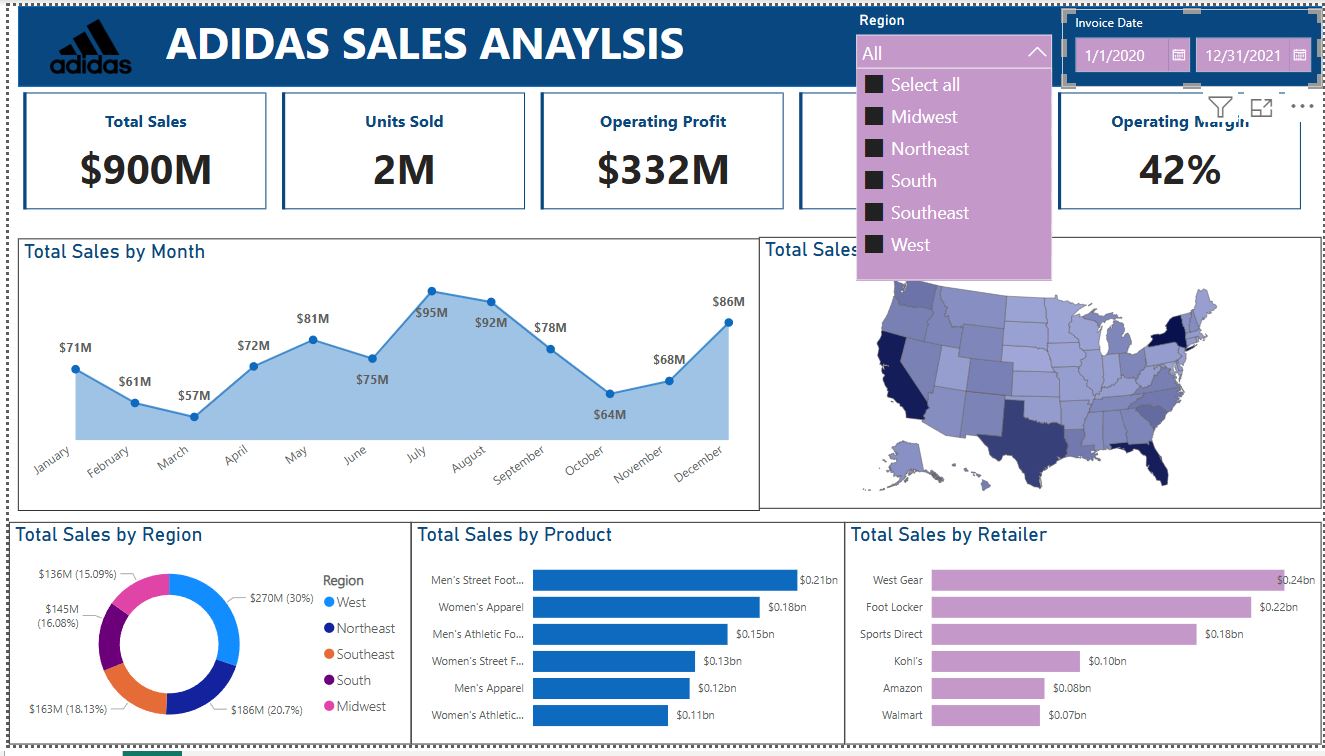 adidas
ADIDAS SALES ANAYLSIS
Region
All
Select all
Midwest
Northeast
South
Southeast
West
Invoice Date
1/1/2020
12/31/2021
Total Sales
$900M
Units Sold
2M
Operating Profit
$332M
Operating Margin
42%
Total Sales by Month
$71M
$61M
$57M
$72M
$81M
$75M
$95M
$92M
$78M
$64M
$68M
$86M
January
February
March
April
May
June
July
August
September
October
November
December
Total Sales
Total Sales by Region
$136M (15.09%)
$145M
(16.08%)
$163M (18.13%)
$270M (30%)
$186M (20.7%)
Region
West
Northeast
Southeast
South
Midwest
Total Sales by Product
Men's Street Foot... $0.21bn
Women's Apparel $0.18bn
Men's Athletic Fo... $0.15bn
Women's Street F... $0.13bn
Men's Apparel $0.12bn
Women's Athletic... $0.11bn
Total Sales by Retailer
West Gear $0.24bn
Foot Locker $0.22bn
Sports Direct $0.18bn
Kohl's $0.10bn
Amazon $0.08bn
Walmart $0.07bn